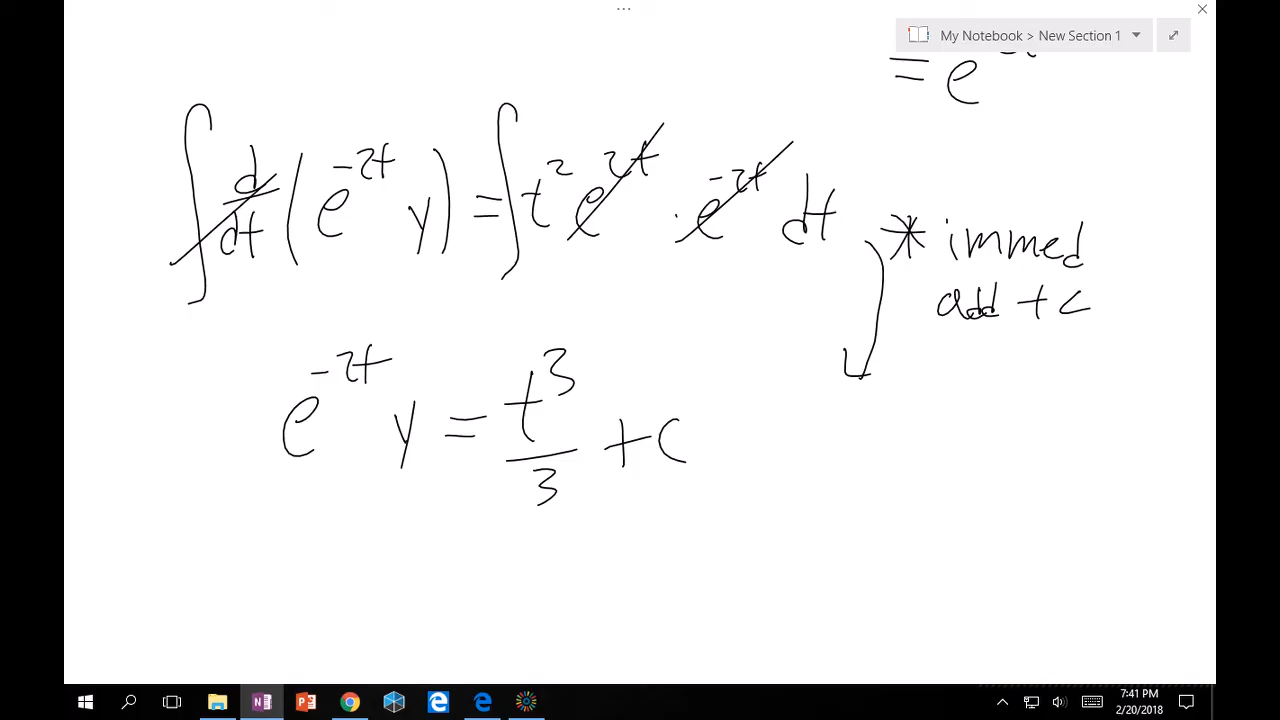 My Notebook > New Section 1
= e
∫ d/dt (e^{-2t} y) = ∫ t^2 e^{2t} · e^{-2t} dt
* immed
add + c
e^{-2t} y = t^3/3 + c
7:41 PM
2/20/2018